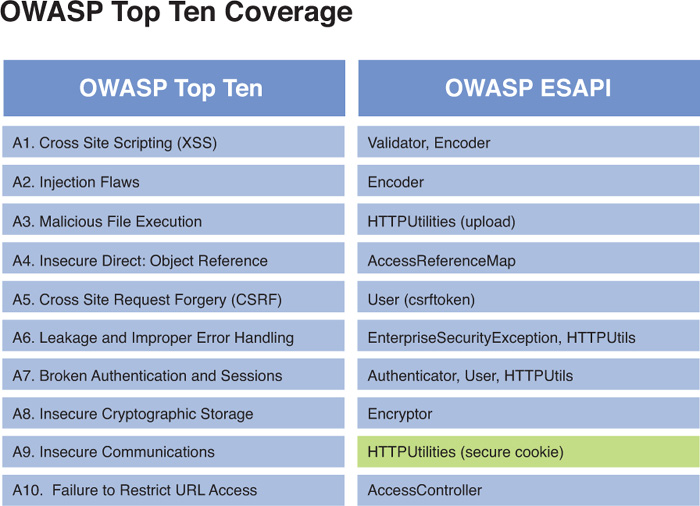 OWASP Top Ten Coverage
OWASP Top Ten OWASP ESAPI
A1. Cross Site Scripting (XSS) Validator, Encoder
A2. Injection Flaws Encoder
A3. Malicious File Execution HTTPUtilities (upload)
A4. Insecure Direct: Object Reference AccessReferenceMap
A5. Cross Site Request Forgery (CSRF) User (csrftoken)
A6. Leakage and Improper Error Handling EnterpriseSecurityException, HTTPUtils
A7. Broken Authentication and Sessions Authenticator, User, HTTPUtils
A8. Insecure Cryptographic Storage Encryptor
A9. Insecure Communications HTTPUtilities (secure cookie)
A10. Failure to Restrict URL Access AccessController